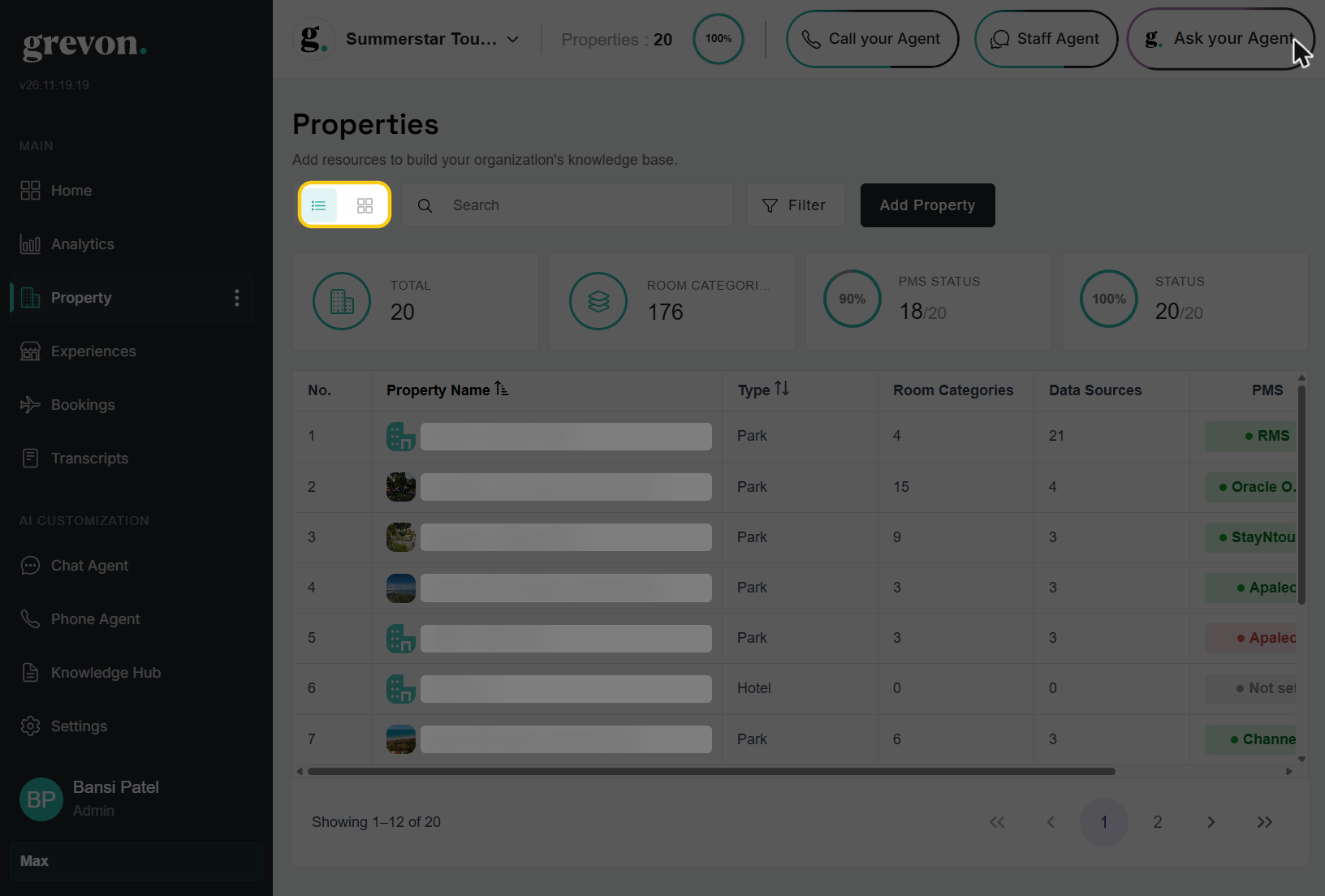 grevon.
v26.11.19.19
MAIN
Home
Analytics
Property
Experiences
Bookings
Transcripts
AI CUSTOMIZATION
Chat Agent
Phone Agent
Knowledge Hub
Settings
BP
Bansi Patel
Admin
Max
g. Summerstar Tou... Properties : 20 100% Call your Agent Staff Agent g. Ask your Agent
Properties
Add resources to build your organization's knowledge base.
Search Filter Add Property
TOTAL
20
ROOM CATEGORI...
176
90%
PMS STATUS
18/20
100%
STATUS
20/20
No. Property Name Type Room Categories Data Sources PMS
1 Park 4 21 RMS
2 Park 15 4 Oracle O.
3 Park 9 3 StayNtou
4 Park 3 3 Apaleo
5 Park 3 3 Apaleo
6 Hotel 0 0 Not set
7 Park 6 3 Channe
Showing 1–12 of 20 1 2